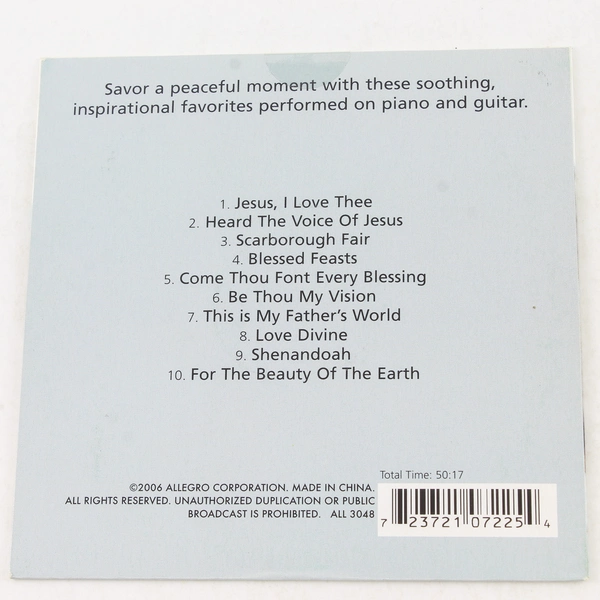 Savor a peaceful moment with these soothing,
inspirational favorites performed on piano and guitar.
1. Jesus, I Love Thee
2. Heard The Voice Of Jesus
3. Scarborough Fair
4. Blessed Feasts
5. Come Thou Font Every Blessing
6. Be Thou My Vision
7. This is My Father's World
8. Love Divine
9. Shenandoah
10. For The Beauty Of The Earth
Total Time: 50:17
©2006 ALLEGRO CORPORATION. MADE IN CHINA.
ALL RIGHTS RESERVED. UNAUTHORIZED DUPLICATION OR PUBLIC
BROADCAST IS PROHIBITED. ALL 3048
7 23721 07225 4